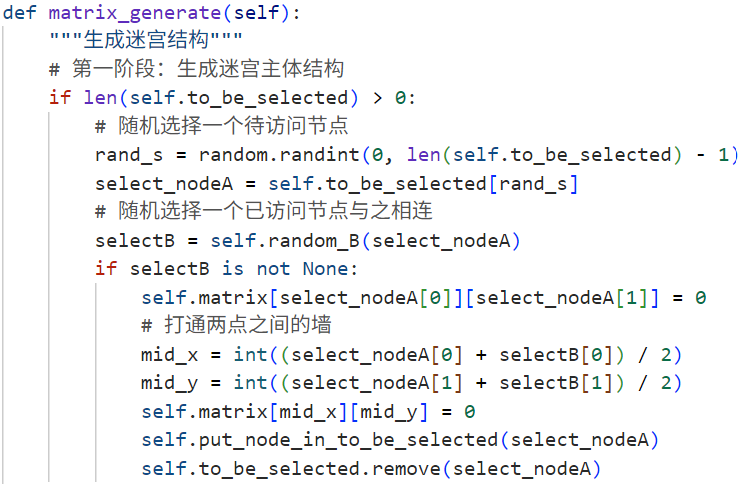 def matrix_generate(self):
    """生成迷宫结构"""
    # 第一阶段：生成迷宫主体结构
    if len(self.to_be_selected) > 0:
        # 随机选择一个待访问节点
        rand_s = random.randint(0, len(self.to_be_selected) - 1)
        select_nodeA = self.to_be_selected[rand_s]
        # 随机选择一个已访问节点与之相连
        selectB = self.random_B(select_nodeA)
        if selectB is not None:
            self.matrix[select_nodeA[0]][select_nodeA[1]] = 0
            # 打通两点之间的墙
            mid_x = int((select_nodeA[0] + selectB[0]) / 2)
            mid_y = int((select_nodeA[1] + selectB[1]) / 2)
            self.matrix[mid_x][mid_y] = 0
            self.put_node_in_to_be_selected(select_nodeA)
            self.to_be_selected.remove(select_nodeA)